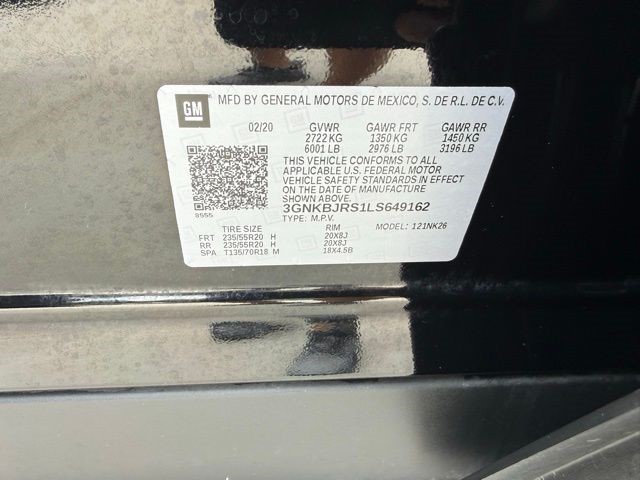 GM
MFD BY GENERAL MOTORS DE MEXICO, S. DE R.L. DE C.V.
02/20 GVWR GAWR FRT GAWR RR
2722 KG 1350 KG 1450 KG
6001 LB 2976 LB 3196 LB
THIS VEHICLE CONFORMS TO ALL
APPLICABLE U.S. FEDERAL MOTOR
VEHICLE SAFETY STANDARDS IN
EFFECT ON THE DATE OF MANUFACTURE
SHOWN ABOVE.
3GNKBJRS1LS649162
8555 TYPE: M.P.V.
TIRE SIZE RIM MODEL: 121NK26
FRT 235/55R20 H 20X8J
RR 235/55R20 H 20X8J
SPA T135/70R18 M 18X4.5B